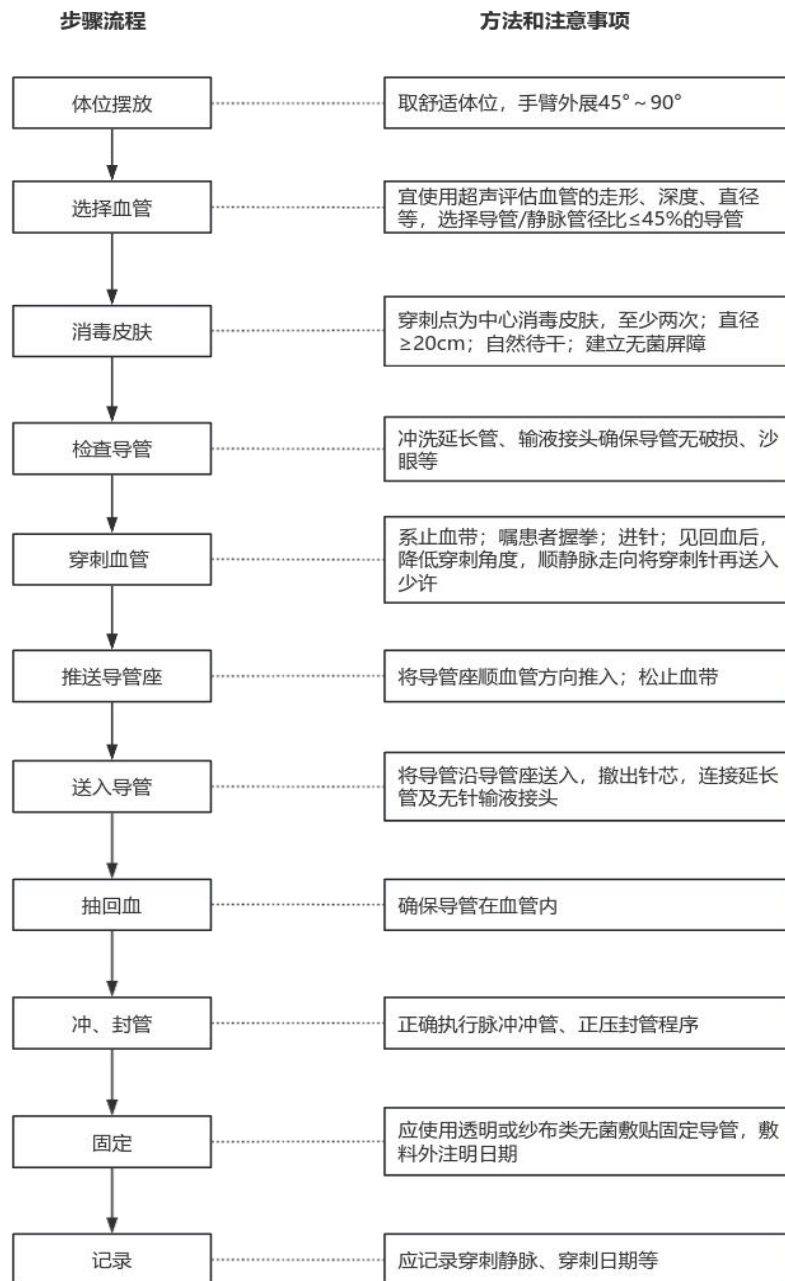 步骤流程
方法和注意事项
体位摆放
取舒适体位，手臂外展45°～90°
选择血管
宜使用超声评估血管的走形、深度、直径
等，选择导管/静脉管径比≤45%的导管
消毒皮肤
穿刺点为中心消毒皮肤，至少两次；直径
≥20cm；自然待干；建立无菌屏障
检查导管
冲洗延长管、输液接头确保导管无破损、沙
眼等
穿刺血管
系止血带；嘱患者握拳；进针；见回血后，
降低穿刺角度，顺静脉走向将穿刺针再送入
少许
推送导管座
将导管座顺血管方向推入；松止血带
送入导管
将导管沿导管座送入，撤出针芯，连接延长
管及无针输液接头
抽回血
确保导管在血管内
冲、封管
正确执行脉冲冲管、正压封管程序
固定
应使用透明或纱布类无菌敷贴固定导管，敷
料外注明日期
记录
应记录穿刺静脉、穿刺日期等